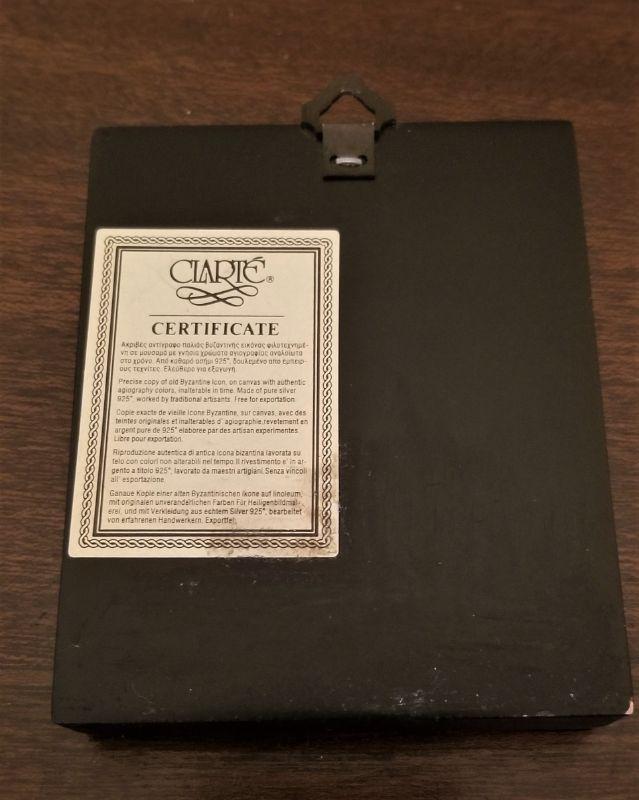 CLARTÉ®
CERTIFICATE
Ακριβές αντίγραφο παλιάς βυζαντινής εικόνας φιλοτεχνημέ-
νη σε μουσαμά με γνήσια χρώματα αγιογραφίας αναλοίωτα
στο χρόνο. Από καθαρό ασήμι 925°, δουλεμένο απο έμπειρ-
ους τεχνίτες. Ελεύθερο για εξαγωγή.
Precise copy of old Byzantine Icon, on canvas with authentic
agiography colors, inalterable in time. Made of pure silver
925°, worked by traditional artisants. Free for exportation.
Copie exacte de vieille Icone Byzantine, sur canvas, avec des
teintes originales et inalterables d' agiographie,revetement en
argent pure de 925° elaboree par des artisan experimentes.
Libre pour exportation.
Riproduzione autentica di antica icona bizantina lavorata su
telo con colori non alterabili nel tempo.Il rivestimento e' in ar-
gento a titolo 925°, lavorato da maestri artigiani.Senza vincoli
all' esportazione.
Ganaue Kopie einer alten Byzantinischen Ikone auf linoleum,
mit originalen unverandertlichen Farben Für Heiligenbildmal-
erei, und mit Verkleidung aus echtem Silver 925°, bearbeitet
von erfahrenen Handwerkern. Exportfei.